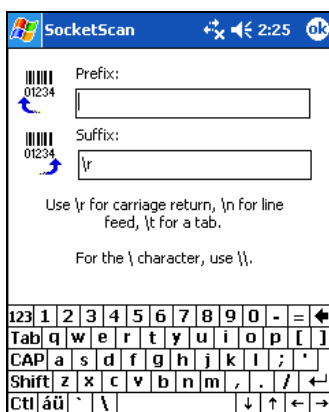 SocketScan 2:25 ok
Prefix:
01234
Suffix:
01234
\r
Use \r for carriage return, \n for line
feed, \t for a tab.
For the \ character, use \\.
123 1 2 3 4 5 6 7 8 9 0 - =
Tab q w e r t y u i o p [ ]
CAP a s d f g h j k l ; '
Shift z x c v b n m , . /
Ctl áü ` \